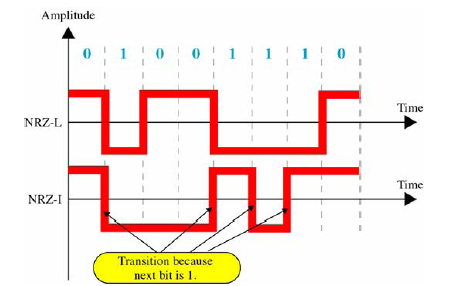 Amplitude
0 1 0 0 1 1 1 0
Time
NRZ-L
Time
NRZ-I
Transition because
next bit is 1.